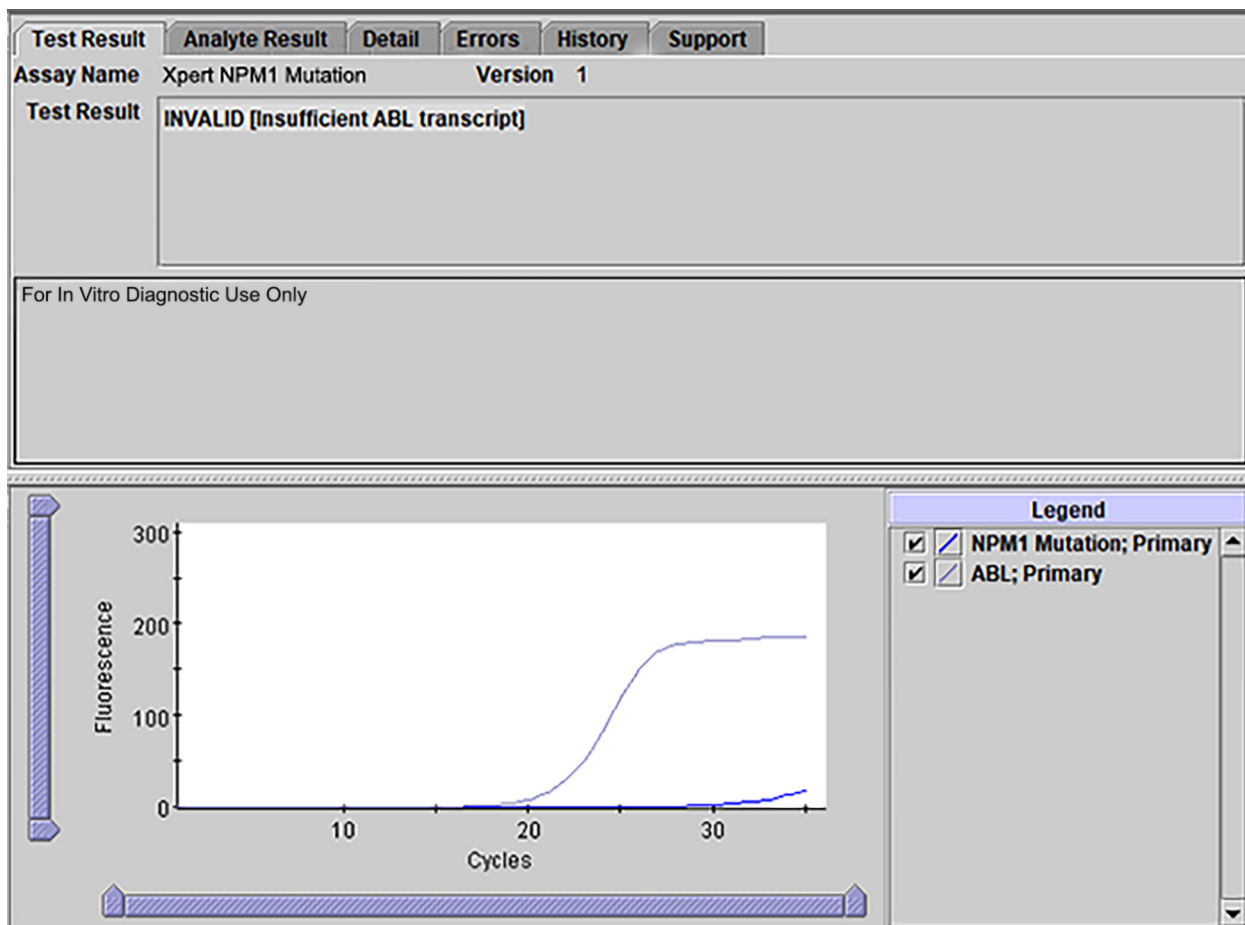 Test Result Analyte Result Detail Errors History Support
Assay Name Xpert NPM1 Mutation Version 1
Test Result INVALID [Insufficient ABL transcript]
For In Vitro Diagnostic Use Only
300
200
100
0
Fluorescence
10 20 30
Cycles
Legend
NPM1 Mutation; Primary
ABL; Primary